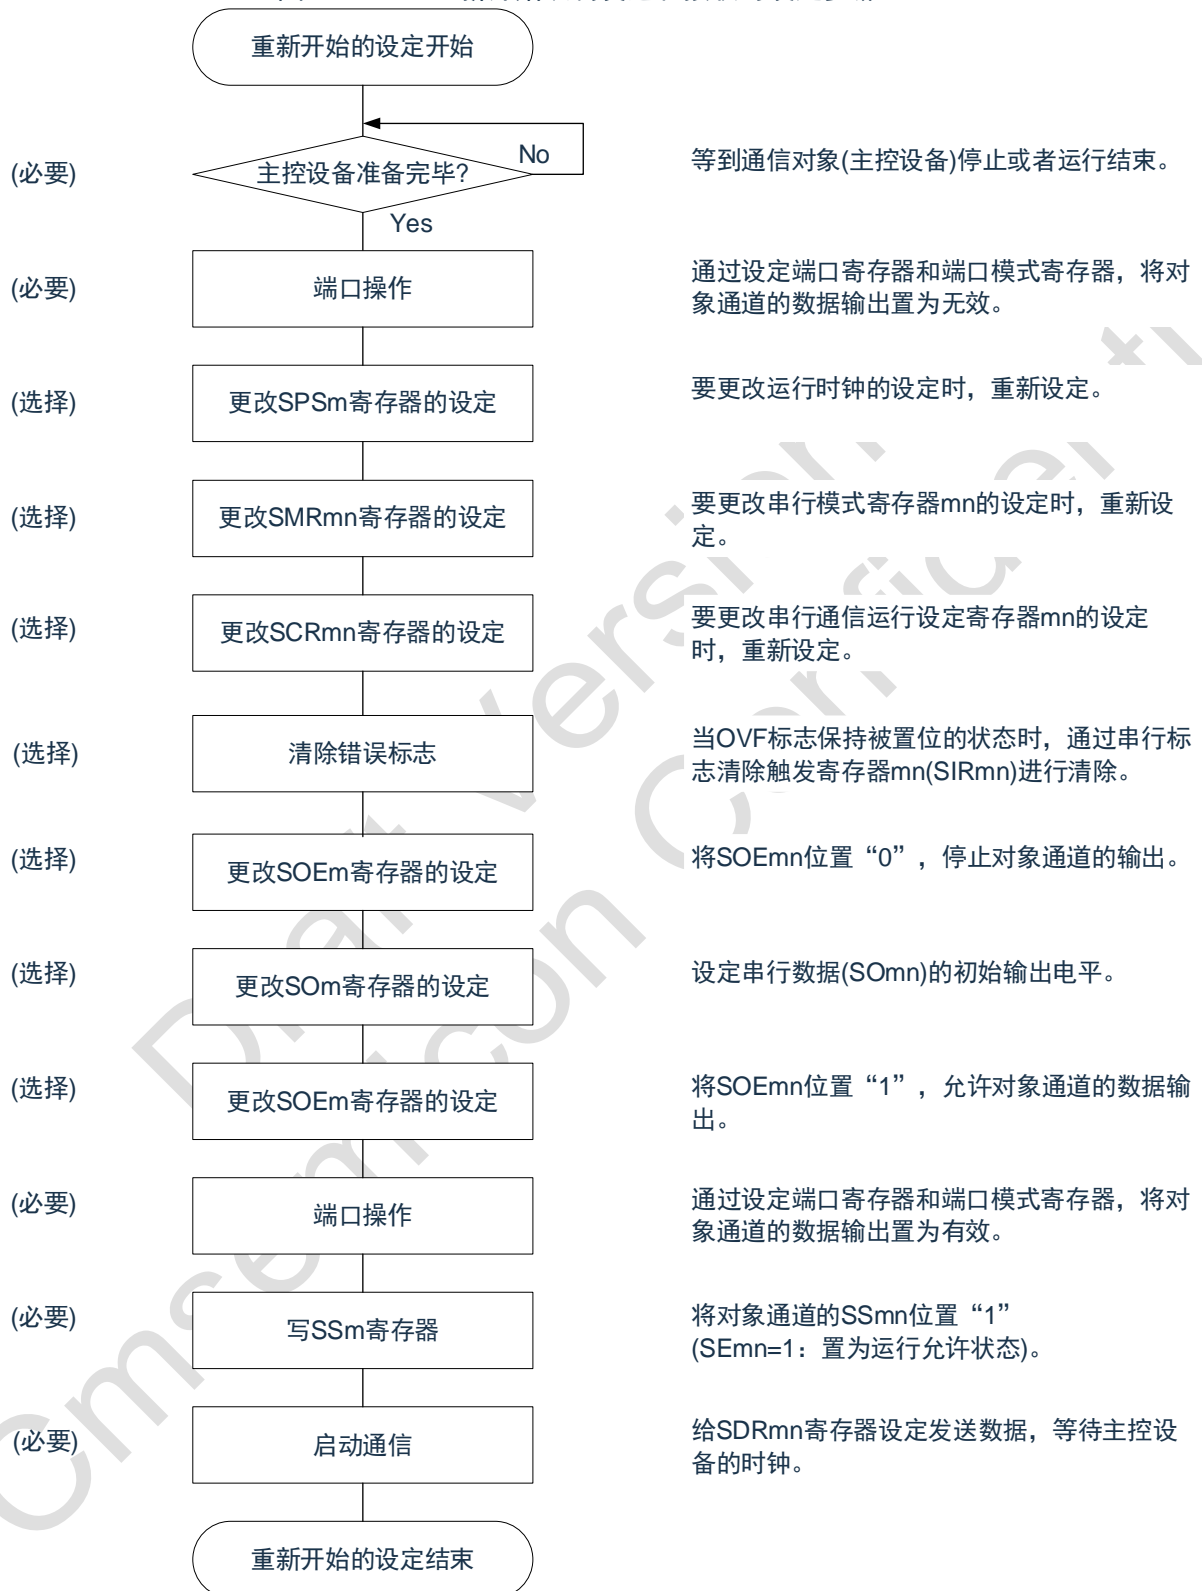 重新开始的设定开始
(必要)
主控设备准备完毕?
No
等到通信对象(主控设备)停止或者运行结束。
Yes
(必要)
端口操作
通过设定端口寄存器和端口模式寄存器，将对
象通道的数据输出置为无效。
(选择)
更改SPSm寄存器的设定
要更改运行时钟的设定时，重新设定。
(选择)
更改SMRmn寄存器的设定
要更改串行模式寄存器mn的设定时，重新设
定。
(选择)
更改SCRmn寄存器的设定
要更改串行通信运行设定寄存器mn的设定
时，重新设定。
(选择)
清除错误标志
当OVF标志保持被置位的状态时，通过串行标
志清除触发寄存器mn(SIRmn)进行清除。
(选择)
更改SOEm寄存器的设定
将SOEmn位置“0”，停止对象通道的输出。
(选择)
更改SOm寄存器的设定
设定串行数据(SOmn)的初始输出电平。
(选择)
更改SOEm寄存器的设定
将SOEmn位置“1”，允许对象通道的数据输
出。
(必要)
端口操作
通过设定端口寄存器和端口模式寄存器，将对
象通道的数据输出置为有效。
(必要)
写SSm寄存器
将对象通道的SSmn位置“1”
(SEmn=1：置为运行允许状态)。
(必要)
启动通信
给SDRmn寄存器设定发送数据，等待主控设
备的时钟。
重新开始的设定结束